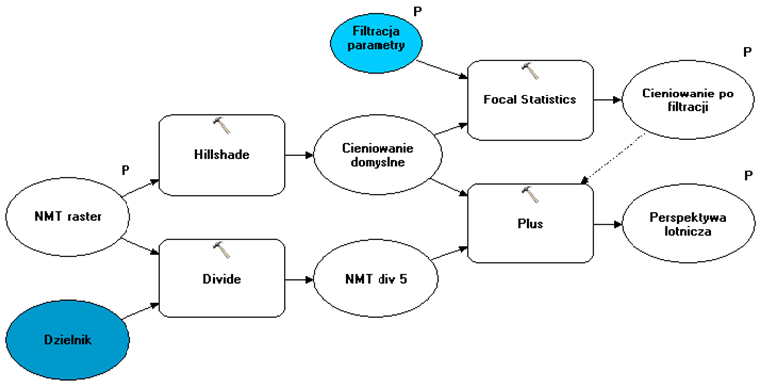 P
Filtracja
parametry
P
Focal Statistics
Cieniowanie po
filtracji
Hillshade
Cieniowanie
domyslne
P
NMT raster
P
Plus
Perspektywa
lotnicza
Divide
NMT div 5
Dzielnik